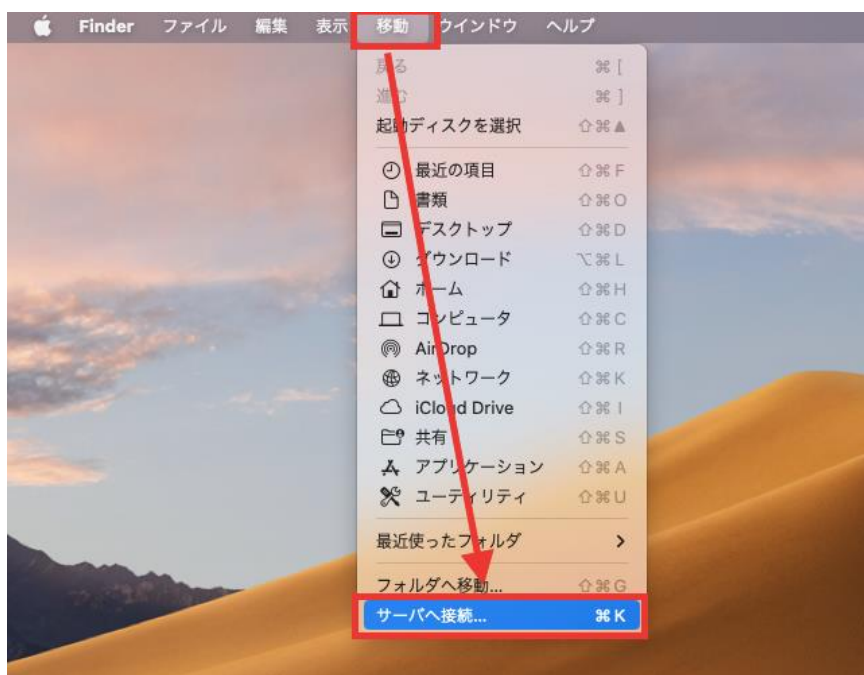 Finder ファイル 編集 表示 移動 ウインドウ ヘルプ
戻る ⌘ [
進む ⌘ ]
起動ディスクを選択 ⇧⌘▲
最近の項目 ⇧⌘F
書類 ⇧⌘O
デスクトップ ⇧⌘D
ダウンロード ⌥⌘L
ホーム ⇧⌘H
コンピュータ ⇧⌘C
AirDrop ⇧⌘R
ネットワーク ⇧⌘K
iCloud Drive ⇧⌘I
共有 ⇧⌘S
アプリケーション ⇧⌘A
ユーティリティ ⇧⌘U
最近使ったフォルダ
フォルダへ移動... ⇧⌘G
サーバへ接続... ⌘K